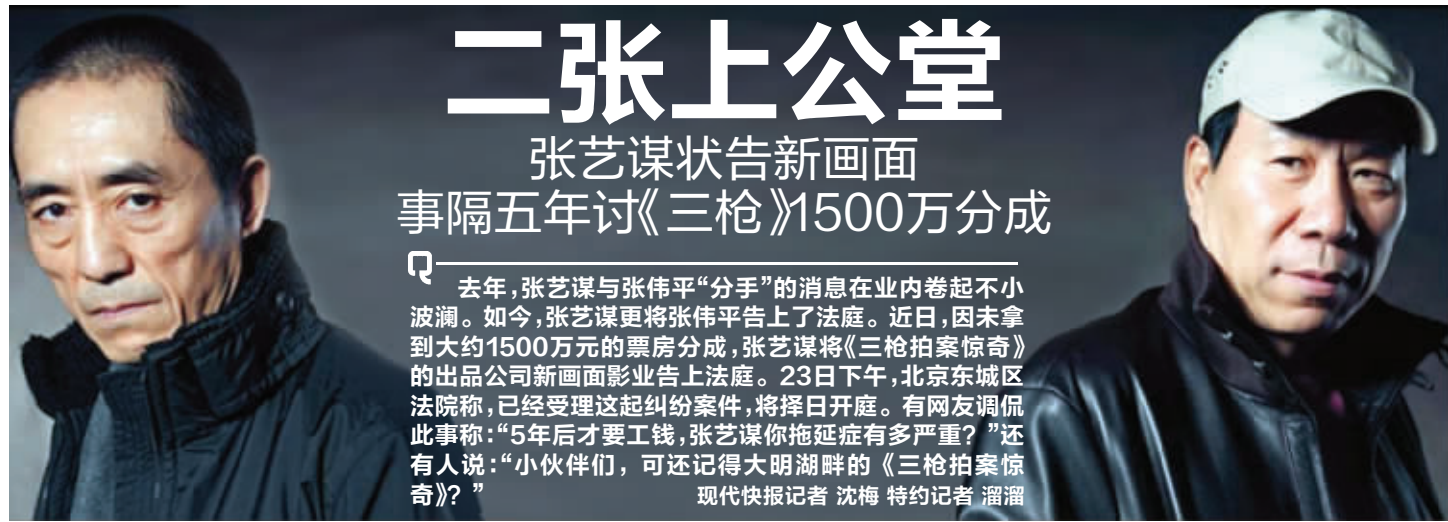 二张上公堂
张艺谋状告新画面
事隔五年讨《三枪》1500万分成
去年,张艺谋与张伟平“分手”的消息在业内卷起不小
波澜。如今,张艺谋更将张伟平告上了法庭。近日,因未拿
到大约1500万元的票房分成,张艺谋将《三枪拍案惊奇》
的出品公司新画面影业告上法庭。23日下午,北京东城区
法院称,已经受理这起纠纷案件,将择日开庭。有网友调侃
此事称:“5年后才要工钱,张艺谋你拖延症有多严重?”还
有人说:“小伙伴们,可还记得大明湖畔的《三枪拍案惊
奇》?”
现代快报记者 沈梅 特约记者 溜溜